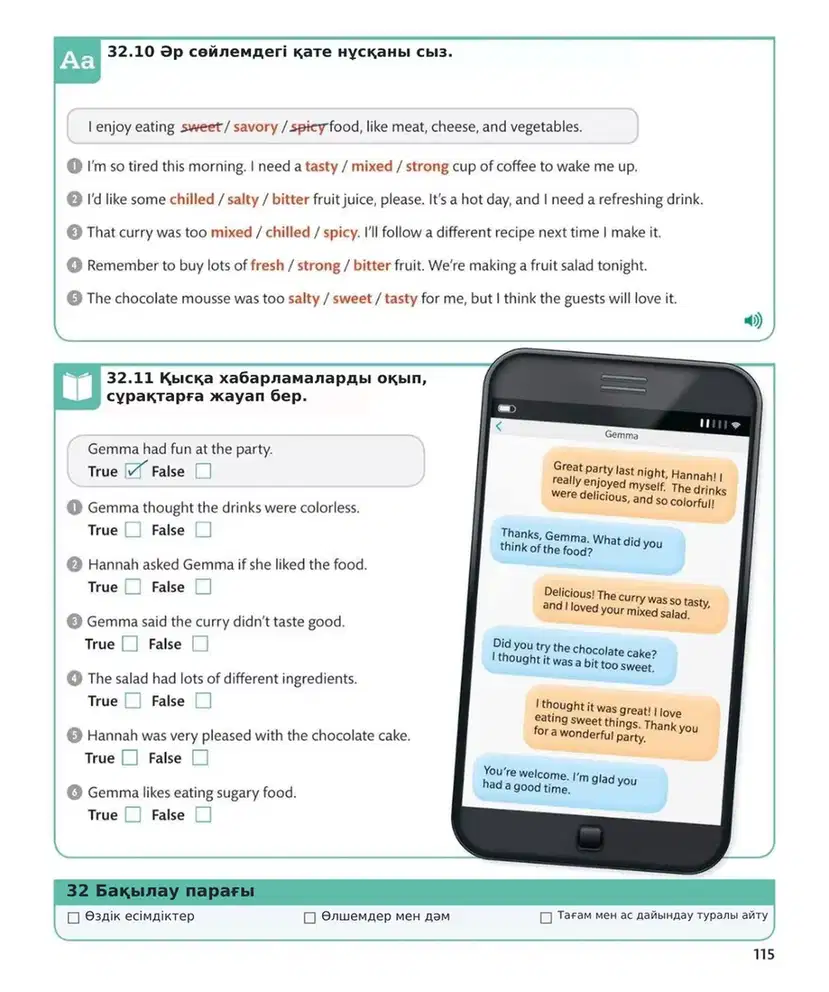 Aa
32.10 Әр сөйлемдегі қате нұсқаны сыз.
I enjoy eating sweet / savory / spicy food, like meat, cheese, and vegetables.
1 I'm so tired this morning. I need a tasty / mixed / strong cup of coffee to wake me up.
2 I'd like some chilled / salty / bitter fruit juice, please. It's a hot day, and I need a refreshing drink.
3 That curry was too mixed / chilled / spicy. I'll follow a different recipe next time I make it.
4 Remember to buy lots of fresh / strong / bitter fruit. We're making a fruit salad tonight.
5 The chocolate mousse was too salty / sweet / tasty for me, but I think the guests will love it.
32.11 Қысқа хабарламаларды оқып,
сұрақтарға жауап бер.
Gemma had fun at the party.
True False
1 Gemma thought the drinks were colorless.
True False
2 Hannah asked Gemma if she liked the food.
True False
3 Gemma said the curry didn't taste good.
True False
4 The salad had lots of different ingredients.
True False
5 Hannah was very pleased with the chocolate cake.
True False
6 Gemma likes eating sugary food.
True False
Gemma
Great party last night, Hannah! I
really enjoyed myself. The drinks
were delicious, and so colorful!
Thanks, Gemma. What did you
think of the food?
Delicious! The curry was so tasty,
and I loved your mixed salad.
Did you try the chocolate cake?
I thought it was a bit too sweet.
I thought it was great! I love
eating sweet things. Thank you
for a wonderful party.
You're welcome. I'm glad you
had a good time.
32 Бақылау парағы
Өздік есімдіктер
Өлшемдер мен дәм
Тағам мен ас дайындау туралы айту
115